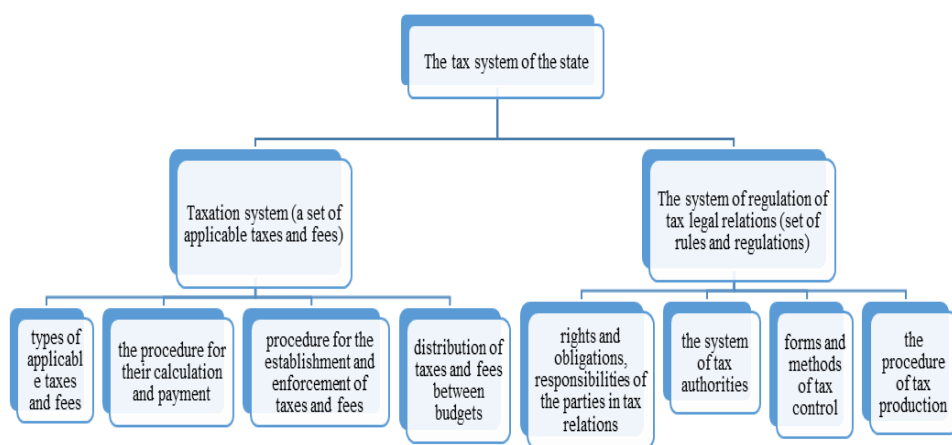 The tax system of the state
Taxation system (a set of
applicable taxes and fees)
The system of regulation of
tax legal relations (set of
rules and regulations)
types of
applicabl
e taxes
and fees
the procedure for
their calculation
and payment
procedure for the
establishment and
enforcement of
taxes and fees
distribution of
taxes and fees
between
budgets
rights and
obligations,
responsibilities of
the parties in tax
relations
the system
of tax
authorities
forms and
methods
of tax
control
the
procedure
of tax
production